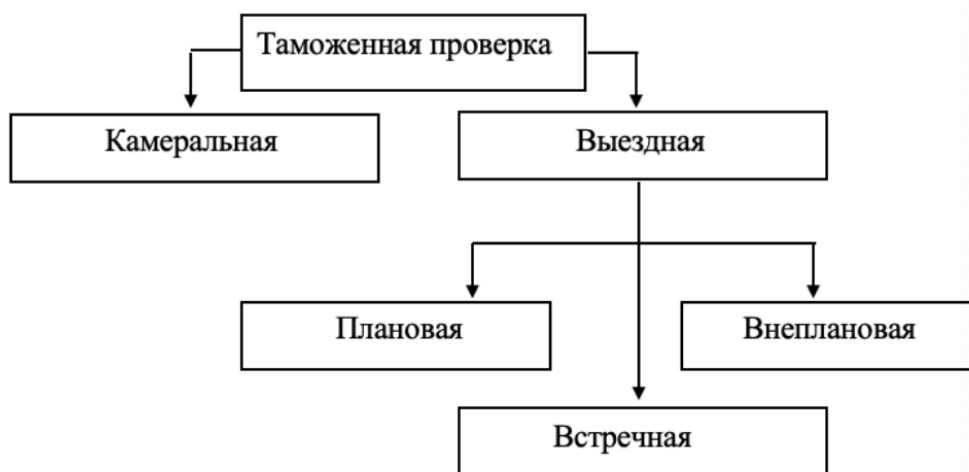 Таможенная проверка
Камеральная
Выездная
Плановая
Внеплановая
Встречная